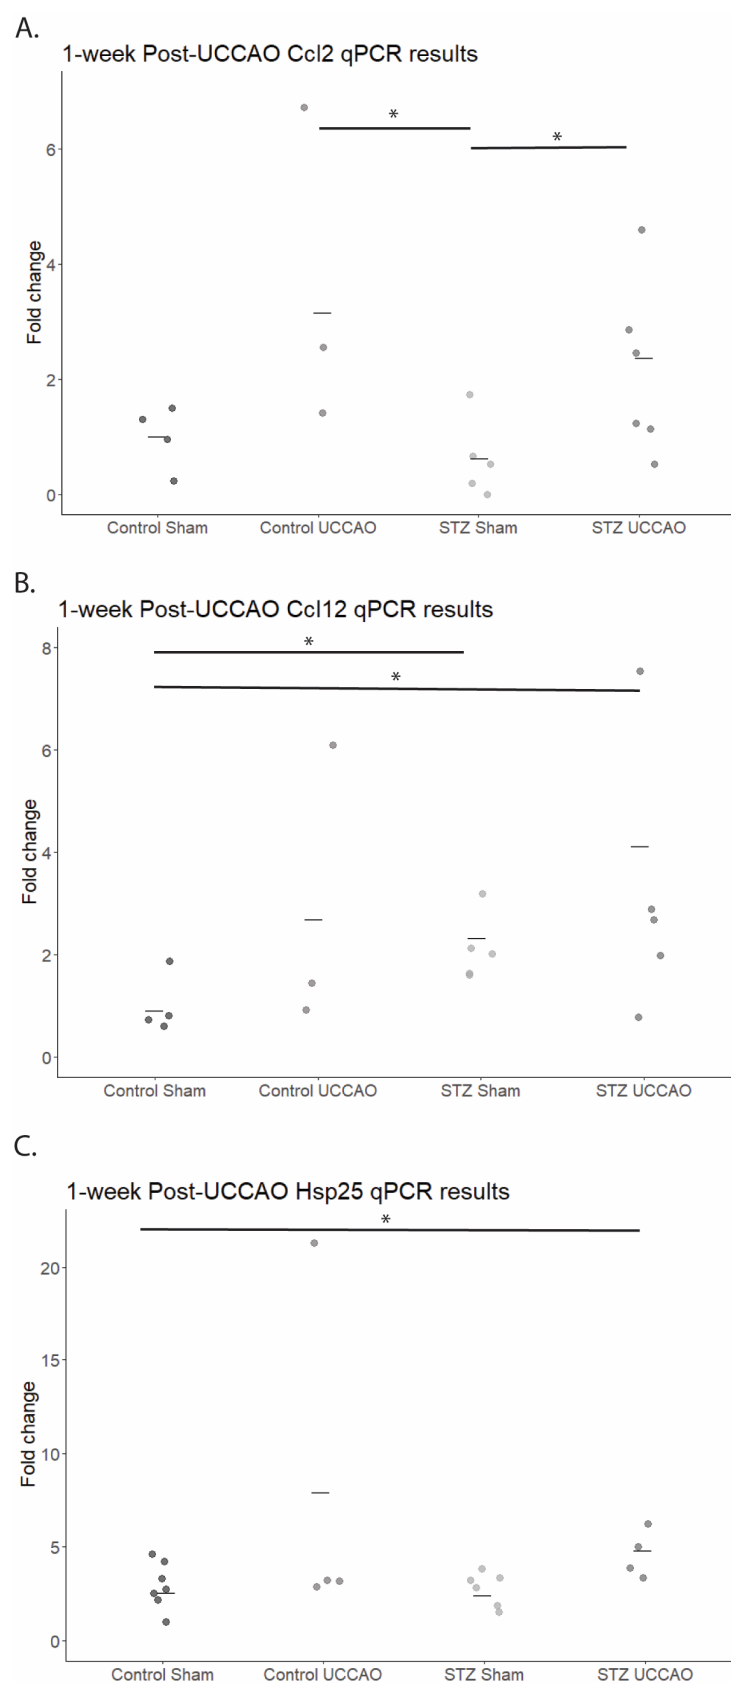 A.
1-week Post-UCCAO Ccl2 qPCR results
*
*
6
4
2
0
Fold change
Control Sham Control UCCAO STZ Sham STZ UCCAO
B.
1-week Post-UCCAO Ccl12 qPCR results
*
*
8
6
4
2
0
Fold change
Control Sham Control UCCAO STZ Sham STZ UCCAO
C.
1-week Post-UCCAO Hsp25 qPCR results
*
20
15
10
5
0
Fold change
Control Sham Control UCCAO STZ Sham STZ UCCAO